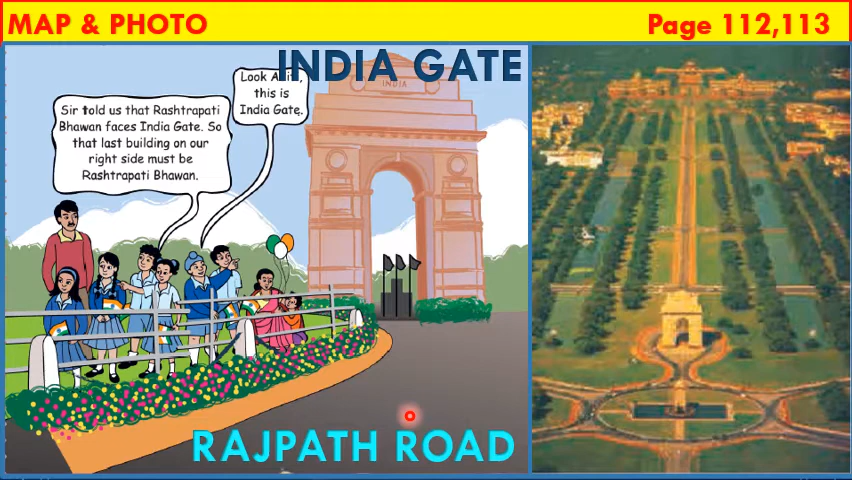 MAP & PHOTO
Page 112,113
INDIA GATE
Look
this is
India Gate.
Sir told us that Rashtrapati
Bhawan faces India Gate. So
that last building on our
right side must be
Rashtrapati Bhawan.
INDIA
RAJPATH ROAD